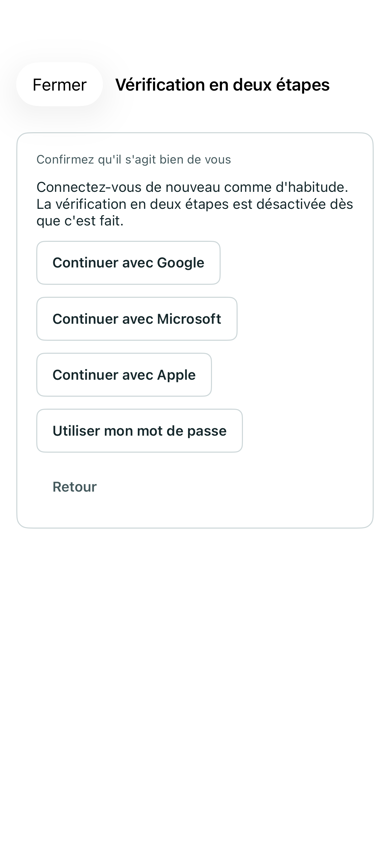 Fermer
Vérification en deux étapes
Confirmez qu'il s'agit bien de vous
Connectez-vous de nouveau comme d'habitude.
La vérification en deux étapes est désactivée dès
que c'est fait.
Continuer avec Google
Continuer avec Microsoft
Continuer avec Apple
Utiliser mon mot de passe
Retour